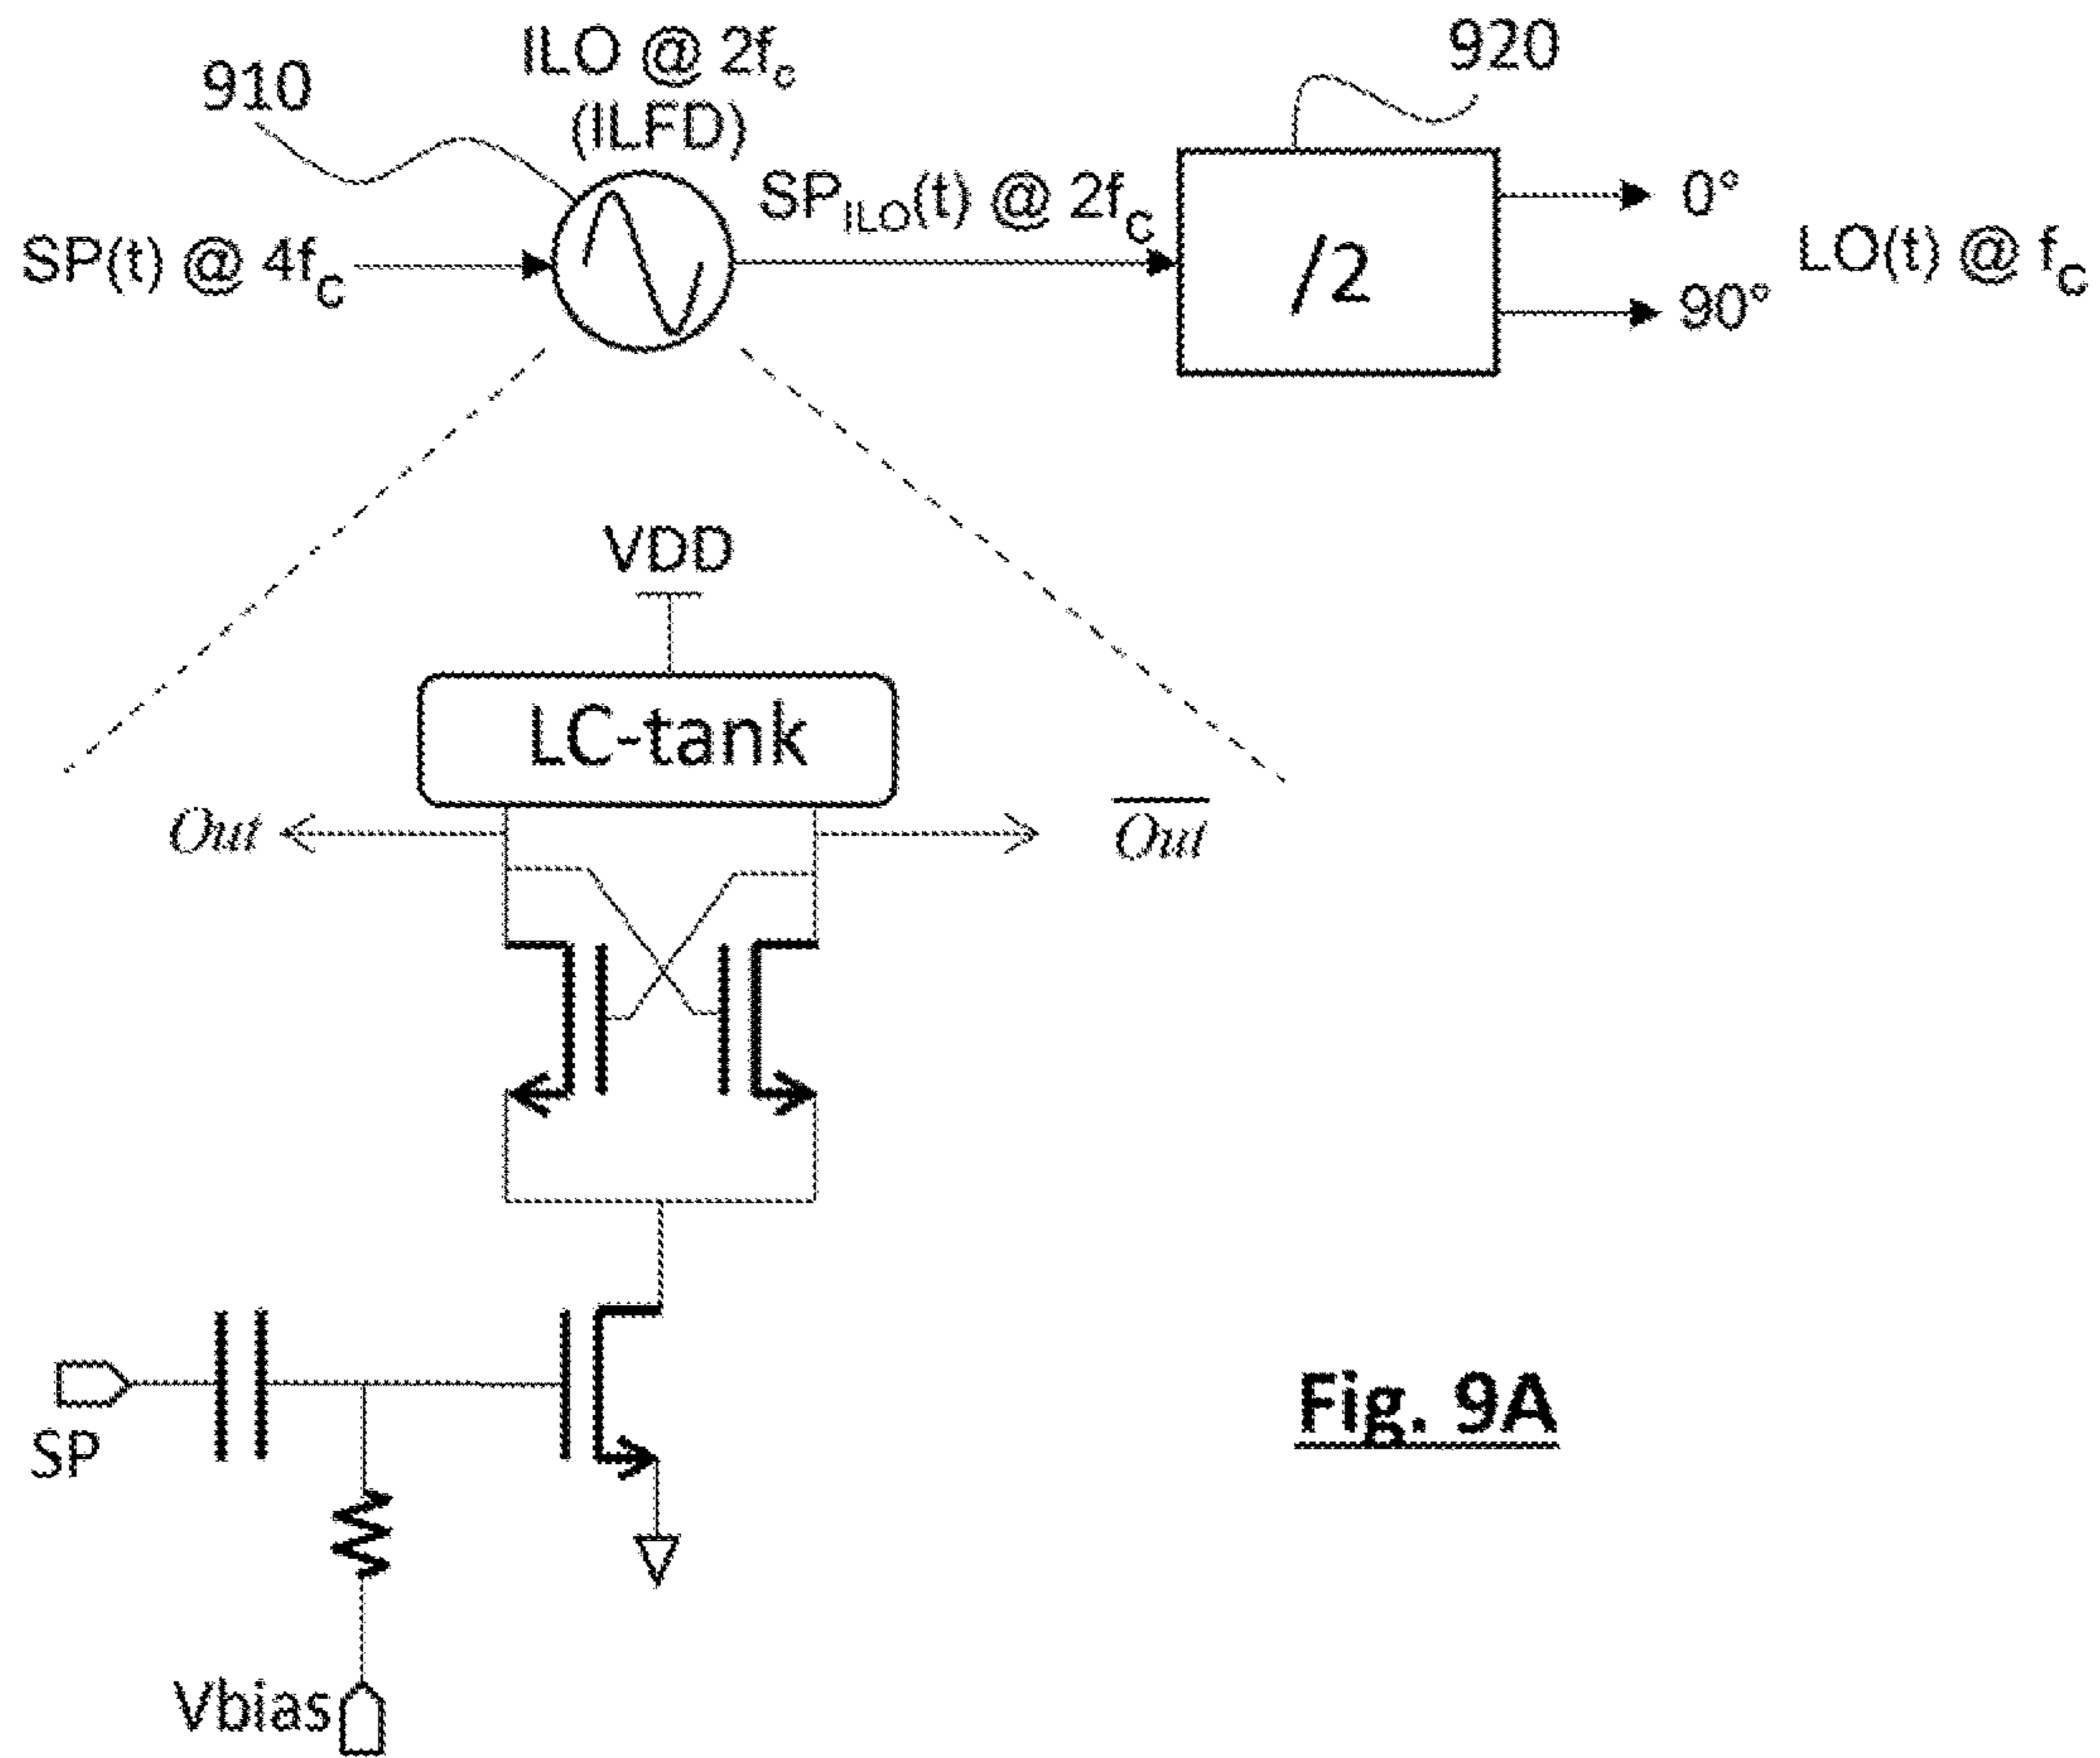 910
ILO @ 2fc
(ILFD)
920
SP(t) @ 4fc
SPILO(t) @ 2fc
/2
0°
90°
LO(t) @ fc
VDD
LC-tank
Out
Out
SP
Vbias
Fig. 9A